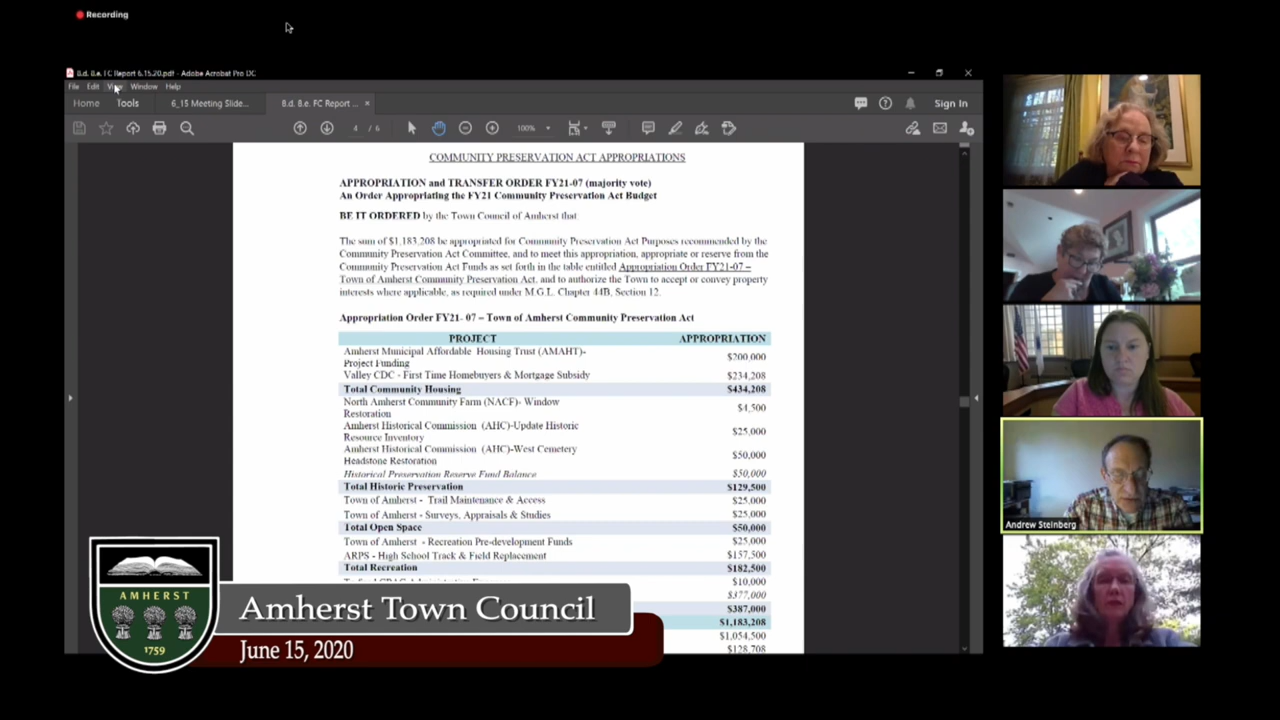 Recording
8.d. 8.e. FC Report 6.15.20.pdf - Adobe Acrobat Pro DC
File Edit View Window Help
Home Tools 6_15 Meeting Slide... 8.d. 8.e. FC Report ... × Sign In
4 / 6 100%
COMMUNITY PRESERVATION ACT APPROPRIATIONS
APPROPRIATION and TRANSFER ORDER FY21-07 (majority vote)
An Order Appropriating the FY21 Community Preservation Act Budget
BE IT ORDERED by the Town Council of Amherst that
The sum of $1,183,208 be appropriated for Community Preservation Act Purposes recommended by the
Community Preservation Act Committee, and to meet this appropriation, appropriate or reserve from the
Community Preservation Act Funds as set forth in the table entitled Appropriation Order FY21-07 –
Town of Amherst Community Preservation Act, and to authorize the Town to accept or convey property
interests where applicable, as required under M.G.L. Chapter 44B, Section 12.
Appropriation Order FY21- 07 – Town of Amherst Community Preservation Act
PROJECT APPROPRIATION
Amherst Municipal Affordable Housing Trust (AMAHT)-
Project Funding $200,000
Valley CDC - First Time Homebuyers & Mortgage Subsidy $234,208
Total Community Housing $434,208
North Amherst Community Farm (NACF)- Window
Restoration $4,500
Amherst Historical Commission (AHC)-Update Historic
Resource Inventory $25,000
Amherst Historical Commission (AHC)-West Cemetery
Headstone Restoration $50,000
Historical Preservation Reserve Fund Balance $50,000
Total Historic Preservation $129,500
Town of Amherst - Trail Maintenance & Access $25,000
Town of Amherst - Surveys, Appraisals & Studies $25,000
Total Open Space $50,000
Town of Amherst - Recreation Pre-development Funds $25,000
ARPS - High School Track & Field Replacement $157,500
Total Recreation $182,500
$10,000
$377,000
$387,000
$1,183,208
$1,054,500
$128,708
Andrew Steinberg
AMHERST
1759
Amherst Town Council
June 15, 2020